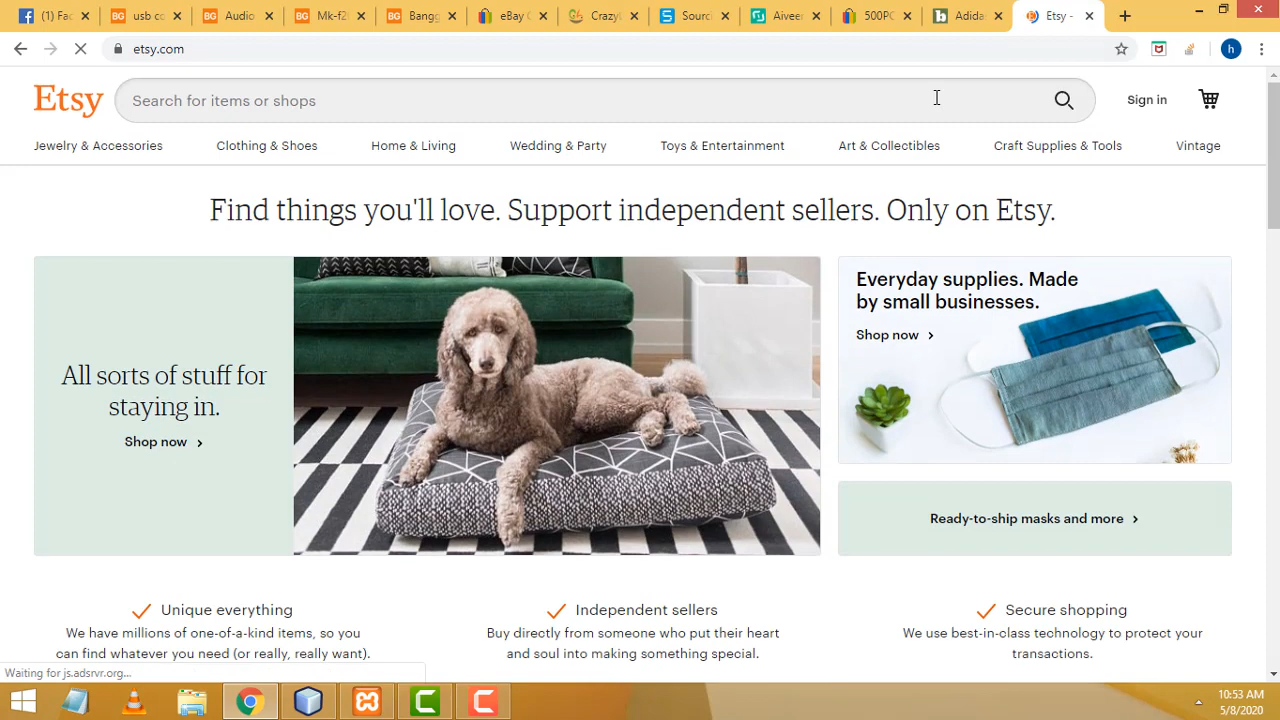 (1) Fac
usb co
Audio
Mk-f2
Bangg
eBay C
CrazyL
Sourci
Aiveer
500PC
Adida
Etsy -
etsy.com
h
Etsy
Search for items or shops
Sign in
Jewelry & Accessories
Clothing & Shoes
Home & Living
Wedding & Party
Toys & Entertainment
Art & Collectibles
Craft Supplies & Tools
Vintage
Find things you'll love. Support independent sellers. Only on Etsy.
All sorts of stuff for
staying in.
Shop now
Everyday supplies. Made
by small businesses.
Shop now
Ready-to-ship masks and more
Unique everything
We have millions of one-of-a-kind items, so you
can find whatever you need (or really, really want).
Independent sellers
Buy directly from someone who put their heart
and soul into making something special.
Secure shopping
We use best-in-class technology to protect your
transactions.
Waiting for js.adsrvr.org...
10:53 AM
5/8/2020